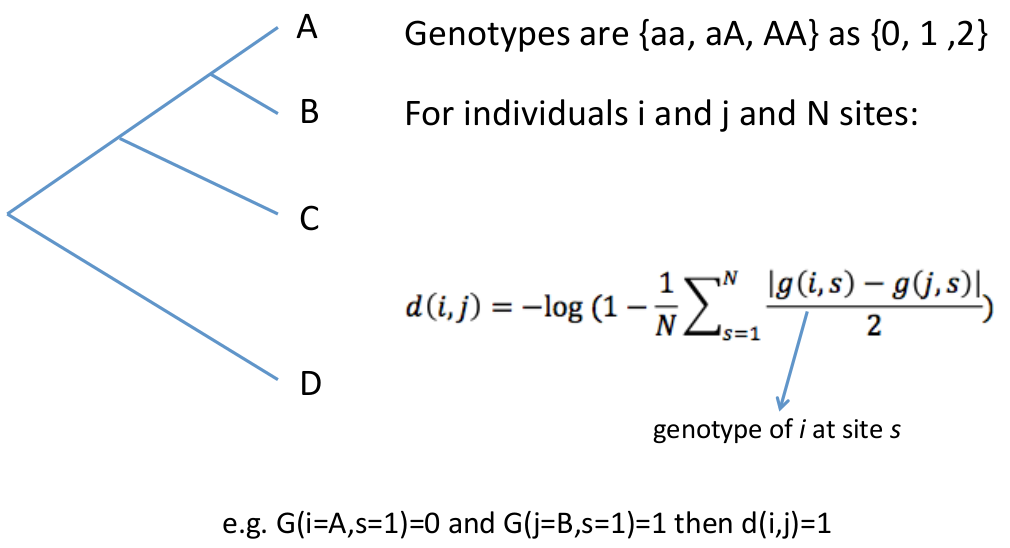 A
Genotypes are {aa, aA, AA} as {0, 1 ,2}
B
For individuals i and j and N sites:
C
d(i,j) = −log (1 − 1/N ∑_{s=1}^{N} |g(i,s) − g(j,s)|/2)
D
genotype of i at site s
e.g. G(i=A,s=1)=0 and G(j=B,s=1)=1 then d(i,j)=1